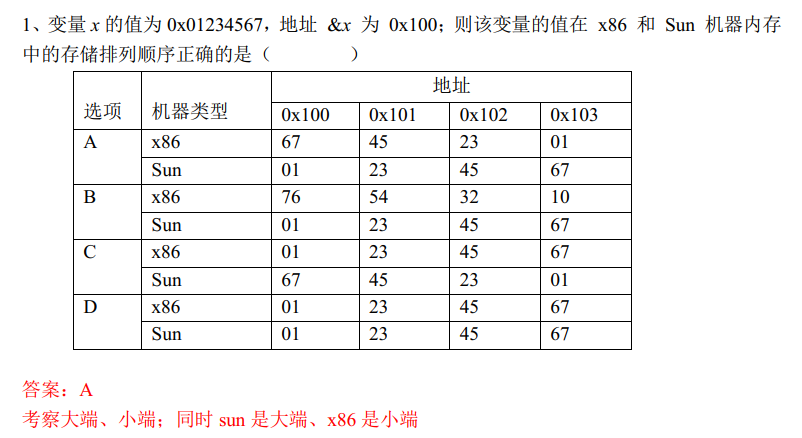 1、变量 x 的值为 0x01234567，地址 &x 为 0x100；则该变量的值在 x86 和 Sun 机器内存
中的存储排列顺序正确的是（ ）
地址
选项 机器类型 0x100 0x101 0x102 0x103
A x86 67 45 23 01
Sun 01 23 45 67
B x86 76 54 32 10
Sun 01 23 45 67
C x86 01 23 45 67
Sun 67 45 23 01
D x86 01 23 45 67
Sun 01 23 45 67
答案：A
考察大端、小端；同时 sun 是大端、x86 是小端